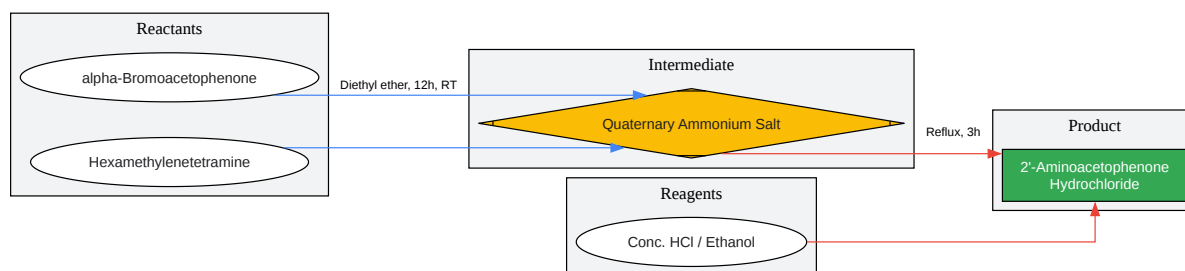 Reactants
alpha-Bromoacetophenone
Hexamethylenetetramine
Diethyl ether, 12h, RT
Intermediate
Quaternary Ammonium Salt
Reagents
Conc. HCl / Ethanol
Reflux, 3h
Product
2'-Aminoacetophenone
Hydrochloride